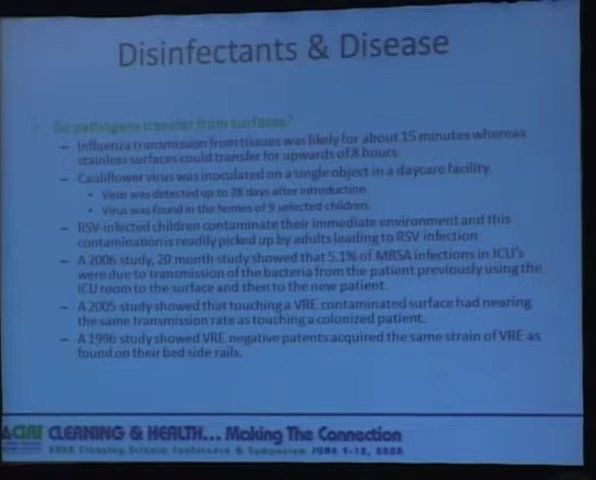 Disinfectants & Disease
Do pathogens transfer from surfaces?
– Influenza transmission from tissues was likely for about 15 minutes whereas
stainless surfaces could transfer for upwards of 8 hours.
– Cauliflower virus was inoculated on a single object in a daycare facility.
• Virus was detected up to 28 days after introduction
• Virus was found in the homes of 9 selected children.
– RSV-infected children contaminate their immediate environment and this
contamination is readily picked up by adults leading to RSV infection.
– A 2006 study, 20 month study showed that 5.1% of MRSA infections in ICU's
were due to transmission of the bacteria from the patient previously using the
ICU room to the surface and then to the new patient.
– A 2005 study showed that touching a VRE contaminated surface had nearing
the same transmission rate as touching a colonized patient.
– A 1996 study showed VRE negative patents acquired the same strain of VRE as
found on their bed side rails.
CLEANING & HEALTH... Making The Connection
2008 Cleaning Science Conference & Symposium JUNE